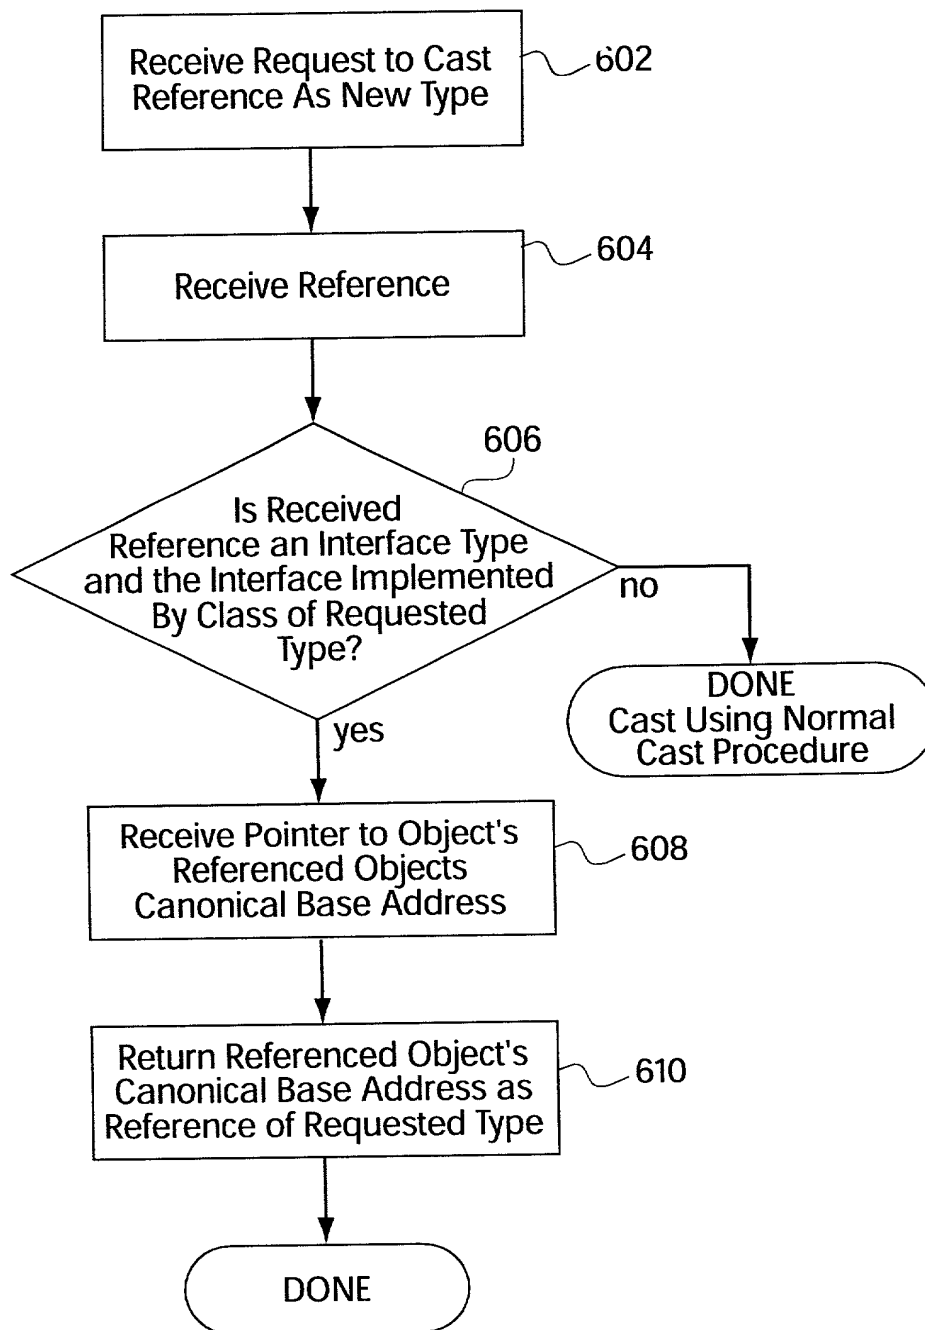 Receive Request to Cast
Reference As New Type
602
Receive Reference
604
606
Is Received
Reference an Interface Type
and the Interface Implemented
By Class of Requested
Type?
no
yes
DONE
Cast Using Normal
Cast Procedure
Receive Pointer to Object's
Referenced Objects
Canonical Base Address
608
Return Referenced Object's
Canonical Base Address as
Reference of Requested Type
610
DONE